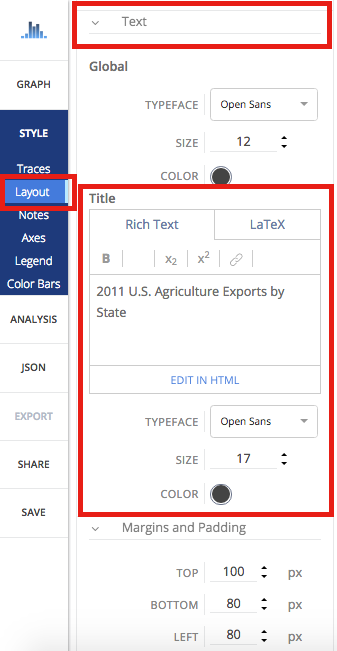 Text
GRAPH
Global
TYPEFACE Open Sans
STYLE
SIZE 12
Traces
COLOR
Layout
Title
Notes
Rich Text LaTeX
Axes
Legend
B x2 x2
Color Bars
2011 U.S. Agriculture Exports by
State
ANALYSIS
JSON
EDIT IN HTML
EXPORT
TYPEFACE Open Sans
SHARE
SIZE 17
COLOR
SAVE
Margins and Padding
TOP 100 px
BOTTOM 80 px
LEFT 80 px